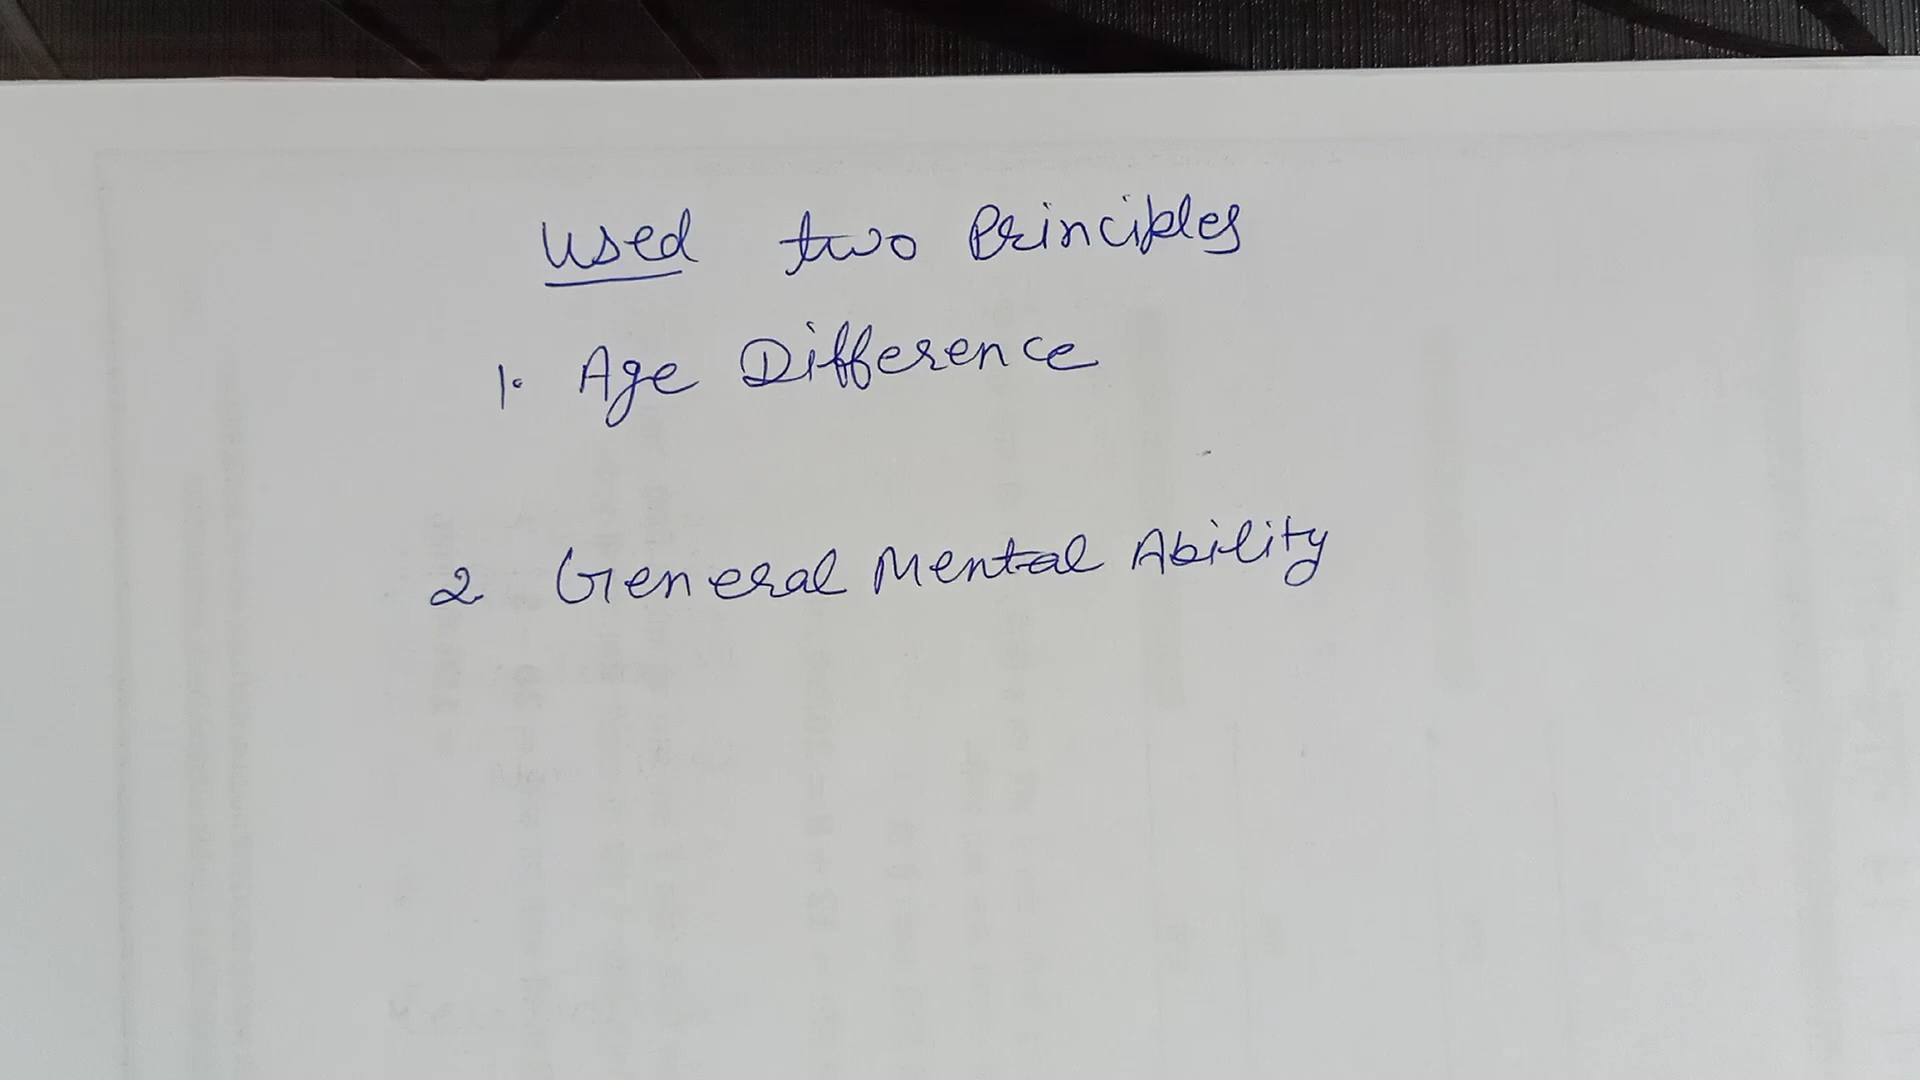 Used two Principles
1. Age Difference
2 General Mental Ability